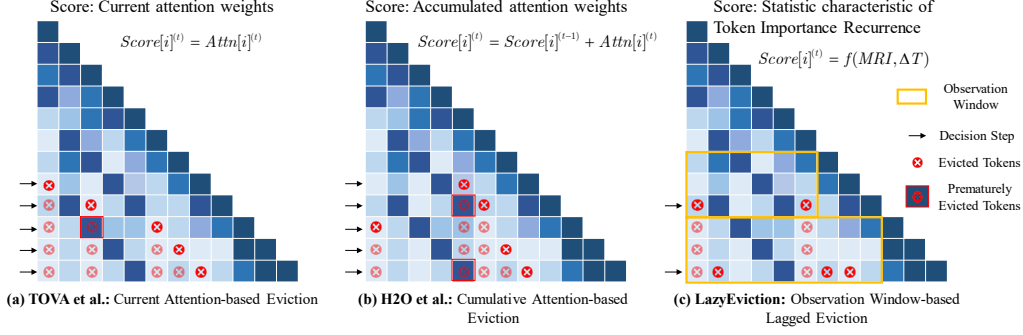 Score: Current attention weights
Score[i]^(t) = Attn[i]^(t)
(a) TOVA et al.: Current Attention-based Eviction
Score: Accumulated attention weights
Score[i]^(t) = Score[i]^(t-1) + Attn[i]^(t)
(b) H2O et al.: Cumulative Attention-based
Eviction
Score: Statistic characteristic of
Token Importance Recurrence
Score[i]^(t) = f(MRI, ΔT)
Observation
Window
Decision Step
Evicted Tokens
Prematurely
Evicted Tokens
(c) LazyEviction: Observation Window-based
Lagged Eviction